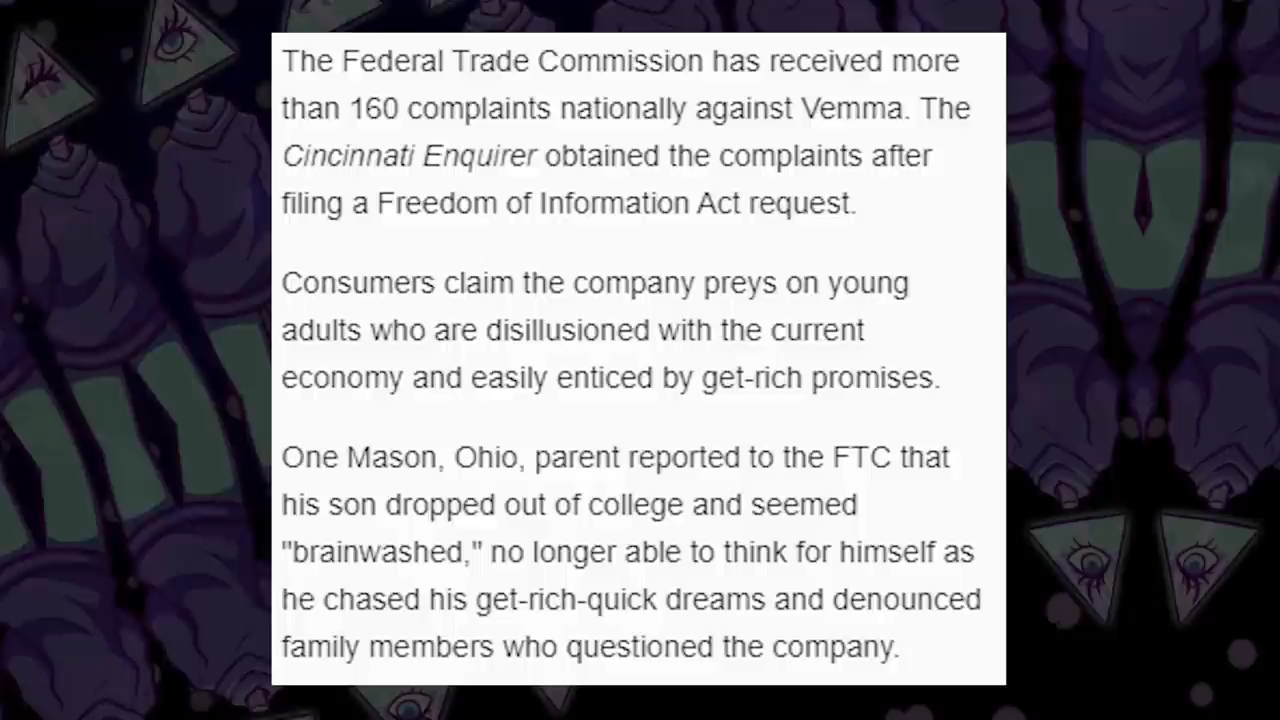 The Federal Trade Commission has received more
than 160 complaints nationally against Vemma. The
Cincinnati Enquirer obtained the complaints after
filing a Freedom of Information Act request.
Consumers claim the company preys on young
adults who are disillusioned with the current
economy and easily enticed by get-rich promises.
One Mason, Ohio, parent reported to the FTC that
his son dropped out of college and seemed
"brainwashed," no longer able to think for himself as
he chased his get-rich-quick dreams and denounced
family members who questioned the company.